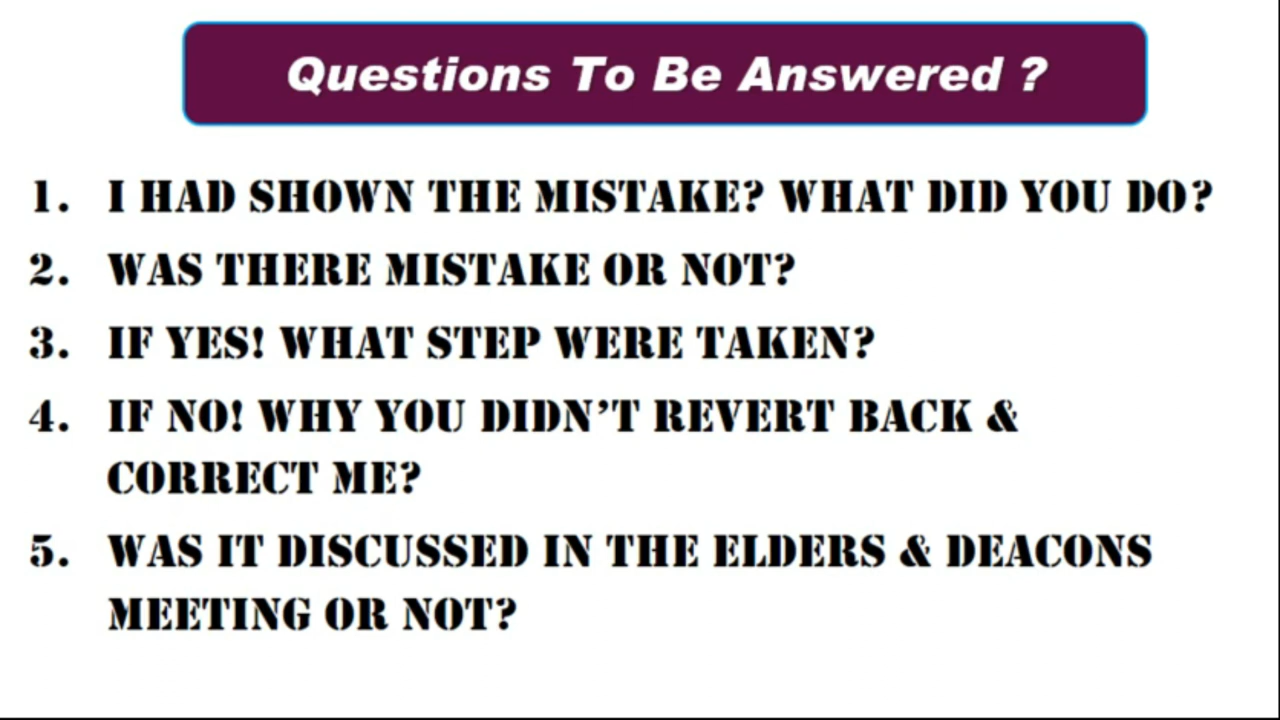 Questions To Be Answered ?
1. I HAD SHOWN THE MISTAKE? WHAT DID YOU DO?
2. WAS THERE MISTAKE OR NOT?
3. IF YES! WHAT STEP WERE TAKEN?
4. IF NO! WHY YOU DIDN’T REVERT BACK &
CORRECT ME?
5. WAS IT DISCUSSED IN THE ELDERS & DEACONS
MEETING OR NOT?